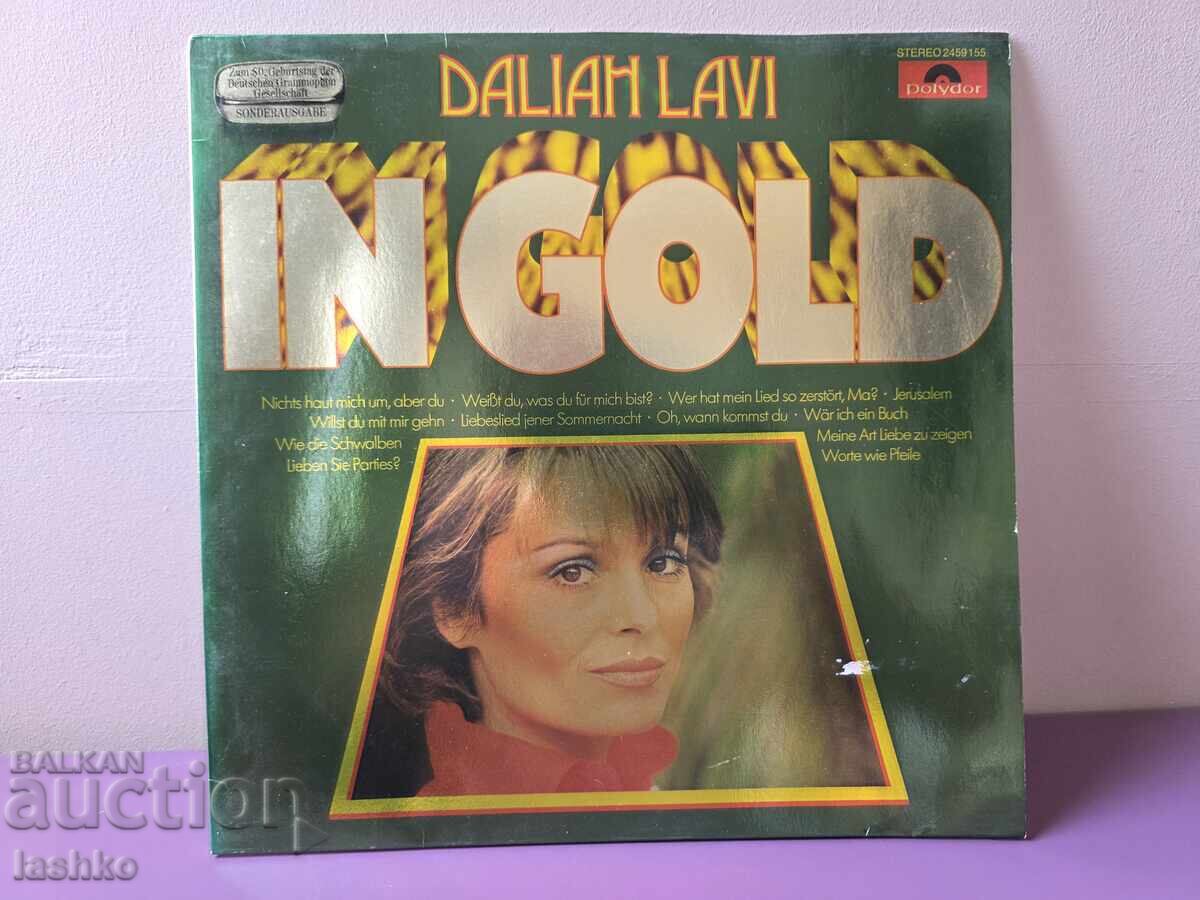 Zum 80. Geburtstag der
Deutschen Grammophon
Gesellschaft
SONDERAUSGABE
DALIAH LAVI
STEREO 2459 155
Polydor
IN GOLD
Nichts haut mich um, aber du · Weißt du, was du für mich bist? · Wer hat mein Lied so zerstört, Ma? · Jerusalem
Willst du mit mir gehn · Liebeslied jener Sommernacht · Oh, wann kommst du · Wär ich ein Buch
Wie die Schwalben
Meine Art Liebe zu zeigen
Lieben Sie Parties?
Worte wie Pfeile
BALKAN
auction
lashko